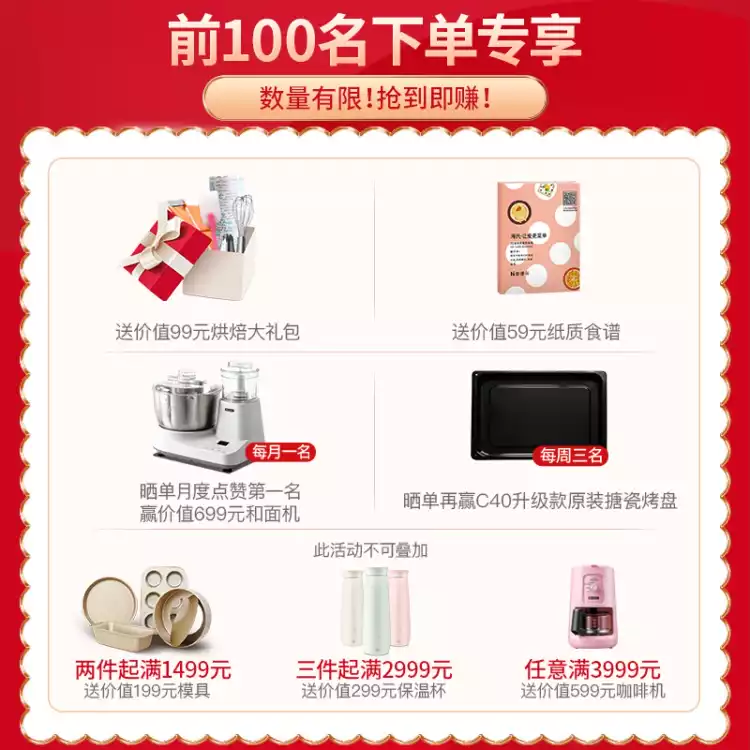 前100名下单专享
数量有限！抢到即赚！
送价值99元烘焙大礼包
送价值59元纸质食谱
每月一名
每周三名
晒单月度点赞第一名
赢价值699元和面机
晒单再赢C40升级款原装搪瓷烤盘
此活动不可叠加
两件起满1499元
送价值199元模具
三件起满2999元
送价值299元保温杯
任意满3999元
送价值599元咖啡机